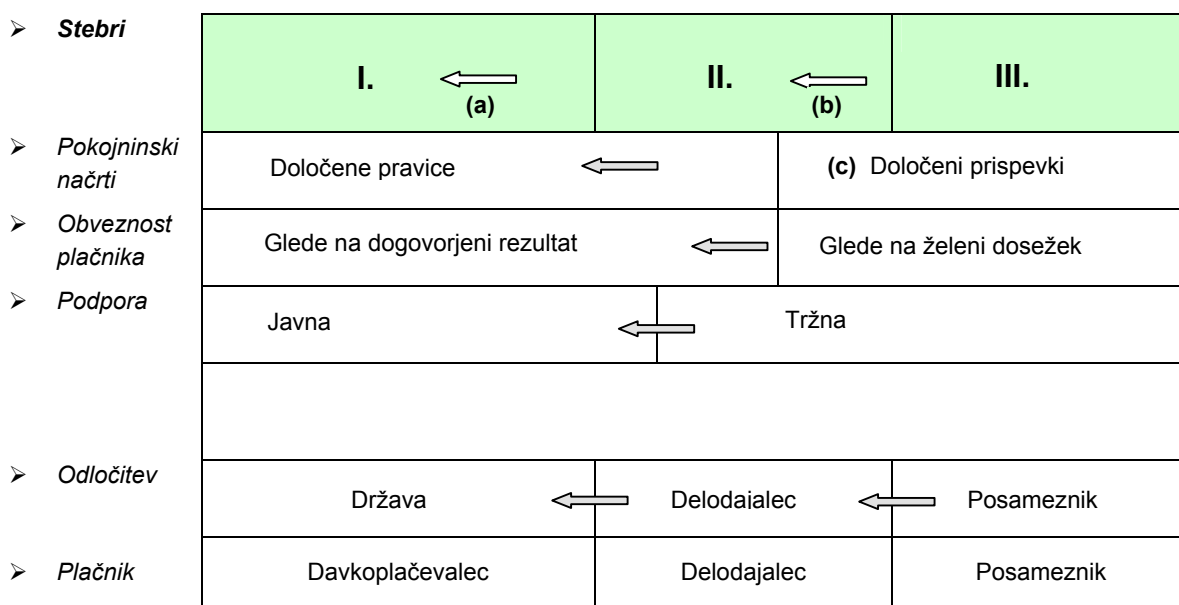 ➢ Stebri
I. II. III.
(a) (b)
➢ Pokojninski
načrti
Določene pravice (c) Določeni prispevki
➢ Obveznost
plačnika
Glede na dogovorjeni rezultat Glede na želeni dosežek
➢ Podpora
Javna Tržna
➢ Odločitev
Država Delodajalec Posameznik
➢ Plačnik
Davkoplačevalec Delodajalec Posameznik